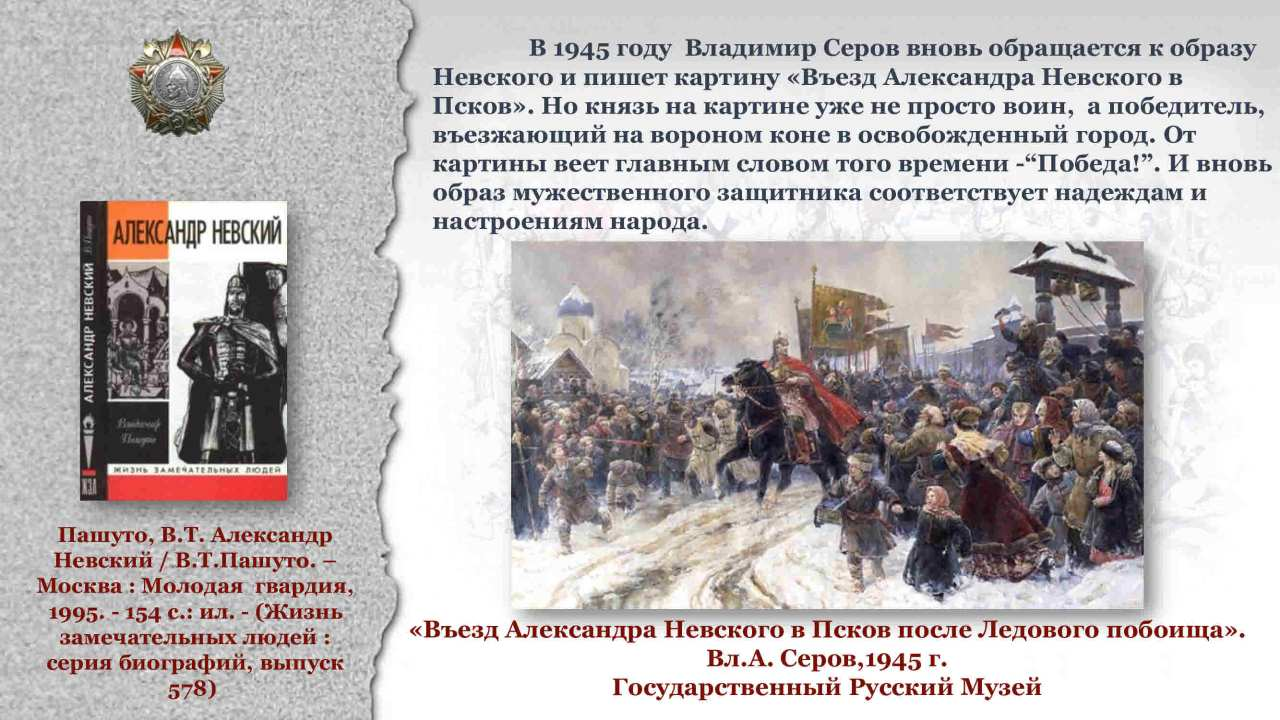 В 1945 году Владимир Серов вновь обращается к образу
Невского и пишет картину «Въезд Александра Невского в
Псков». Но князь на картине уже не просто воин, а победитель,
въезжающий на вороном коне в освобожденный город. От
картины веет главным словом того времени -“Победа!”. И вновь
образ мужественного защитника соответствует надеждам и
настроениям народа.
АЛЕКСАНДР НЕВСКИЙ
АЛЕКСАНДР НЕВСКИЙ
Владимир
Пашуто
ЖИЗНЬ ЗАМЕЧАТЕЛЬНЫХ ЛЮДЕЙ
ЖЗЛ
Пашуто, В.Т. Александр
Невский / В.Т.Пашуто. –
Москва : Молодая гвардия,
1995. - 154 с.: ил. - (Жизнь
замечательных людей :
серия биографий, выпуск
578)
«Въезд Александра Невского в Псков после Ледового побоища».
Вл.А. Серов,1945 г.
Государственный Русский Музей